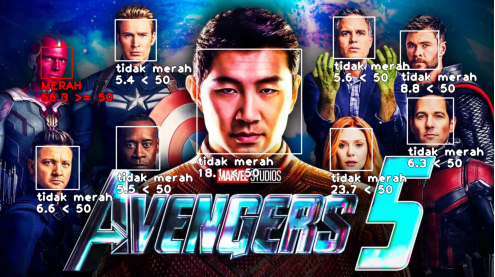 tidak merah
5.4 < 50
tidak merah
5.6 < 50
tidak merah
8.8 < 50
MERAH
56.3 >= 50
tidak merah
6.6 < 50
tidak merah
5.5 < 50
tidak merah
18.1 < 50
tidak merah
23.7 < 50
tidak merah
6.3 < 50
MARVEL STUDIOS
AVENGERS 5